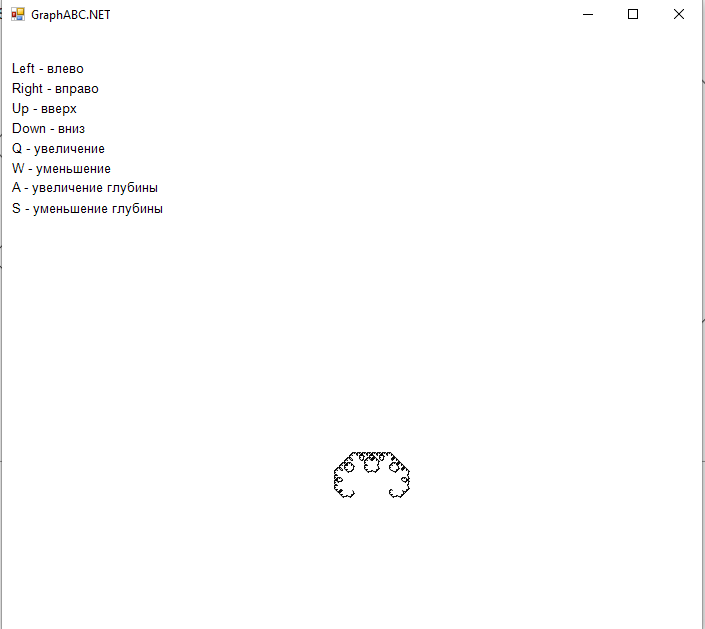 GraphABC.NET
Left - влево
Right - вправо
Up - вверх
Down - вниз
Q - увеличение
W - уменьшение
A - увеличение глубины
S - уменьшение глубины